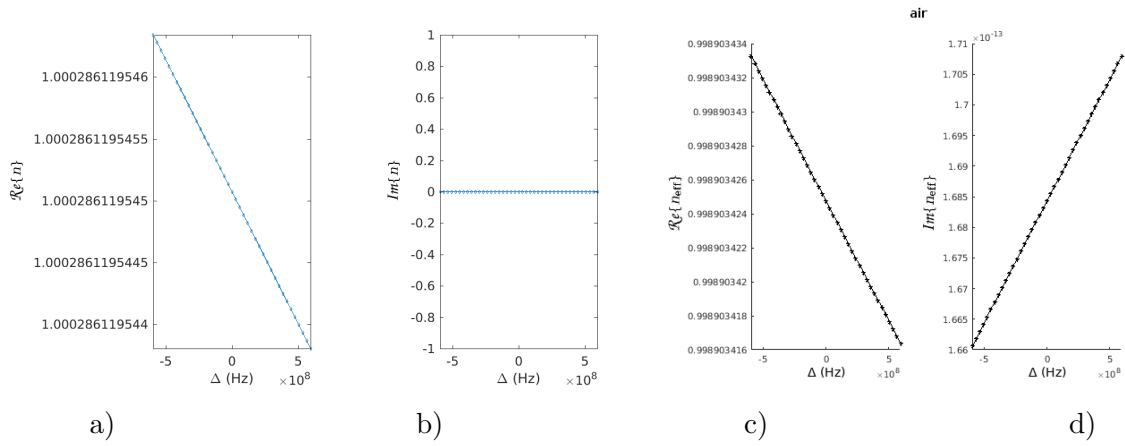 air
ℛe{n}
1.000286119546
1.0002861195455
1.000286119545
1.0002861195445
1.000286119544
-5 0 5
Δ (Hz) ×10⁸
Im{n}
1
0.8
0.6
0.4
0.2
0
-0.2
-0.4
-0.6
-0.8
-1
-5 0 5
Δ (Hz) ×10⁸
ℛe{n_eff}
0.998903434
0.998903432
0.99890343
0.998903428
0.998903426
0.998903424
0.998903422
0.99890342
0.998903418
0.998903416
-5 0 5
×10⁸
Δ (Hz)
×10⁻¹³
Im{n_eff}
1.71
1.705
1.7
1.695
1.69
1.685
1.68
1.675
1.67
1.665
1.66
-5 0 5
×10⁸
Δ (Hz)
a) b) c) d)